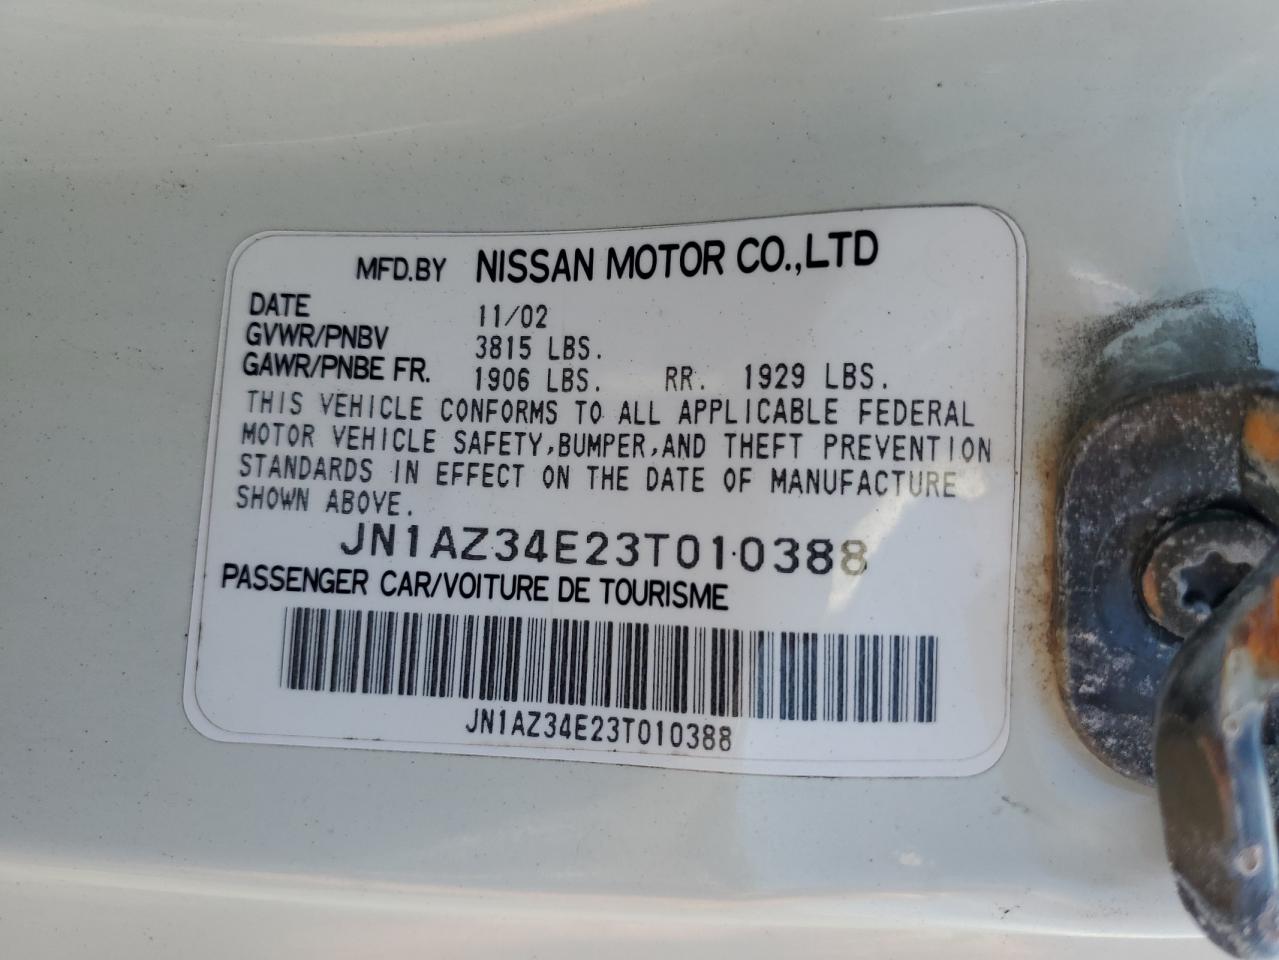 MFD.BY NISSAN MOTOR CO.,LTD
DATE 11/02
GVWR/PNBV 3815 LBS.
GAWR/PNBE FR. 1906 LBS. RR. 1929 LBS.
THIS VEHICLE CONFORMS TO ALL APPLICABLE FEDERAL
MOTOR VEHICLE SAFETY,BUMPER,AND THEFT PREVENTION
STANDARDS IN EFFECT ON THE DATE OF MANUFACTURE
SHOWN ABOVE.
JN1AZ34E23T010388
PASSENGER CAR/VOITURE DE TOURISME
JN1AZ34E23T010388